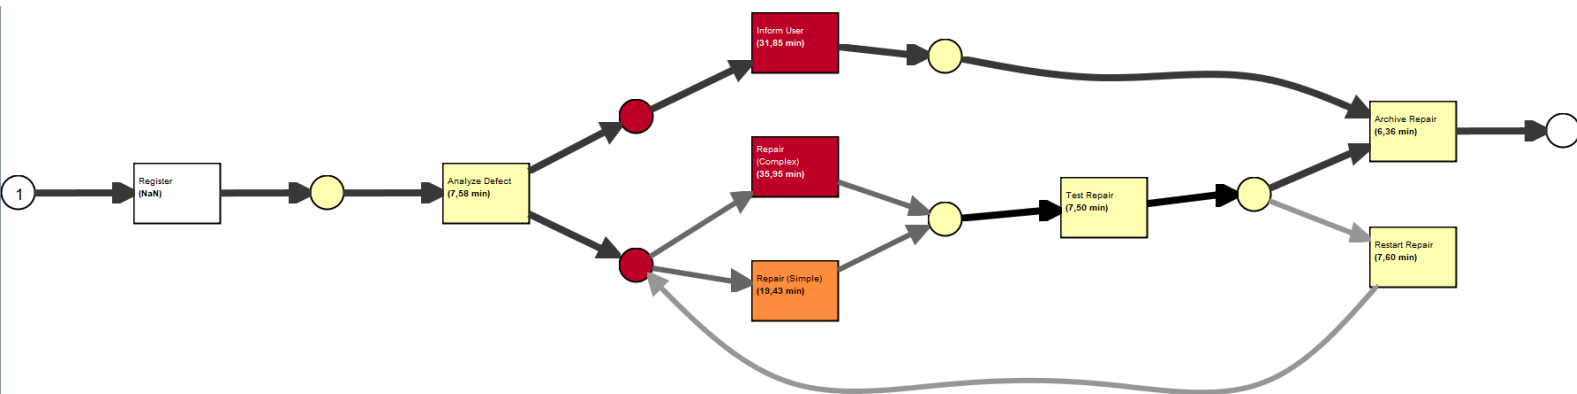 1
Register
(NaN)
Analyze Defect
(7,58 min)
Inform User
(31,85 min)
Repair
(Complex)
(35,95 min)
Repair (Simple)
(19,43 min)
Test Repair
(7,50 min)
Archive Repair
(6,36 min)
Restart Repair
(7,60 min)